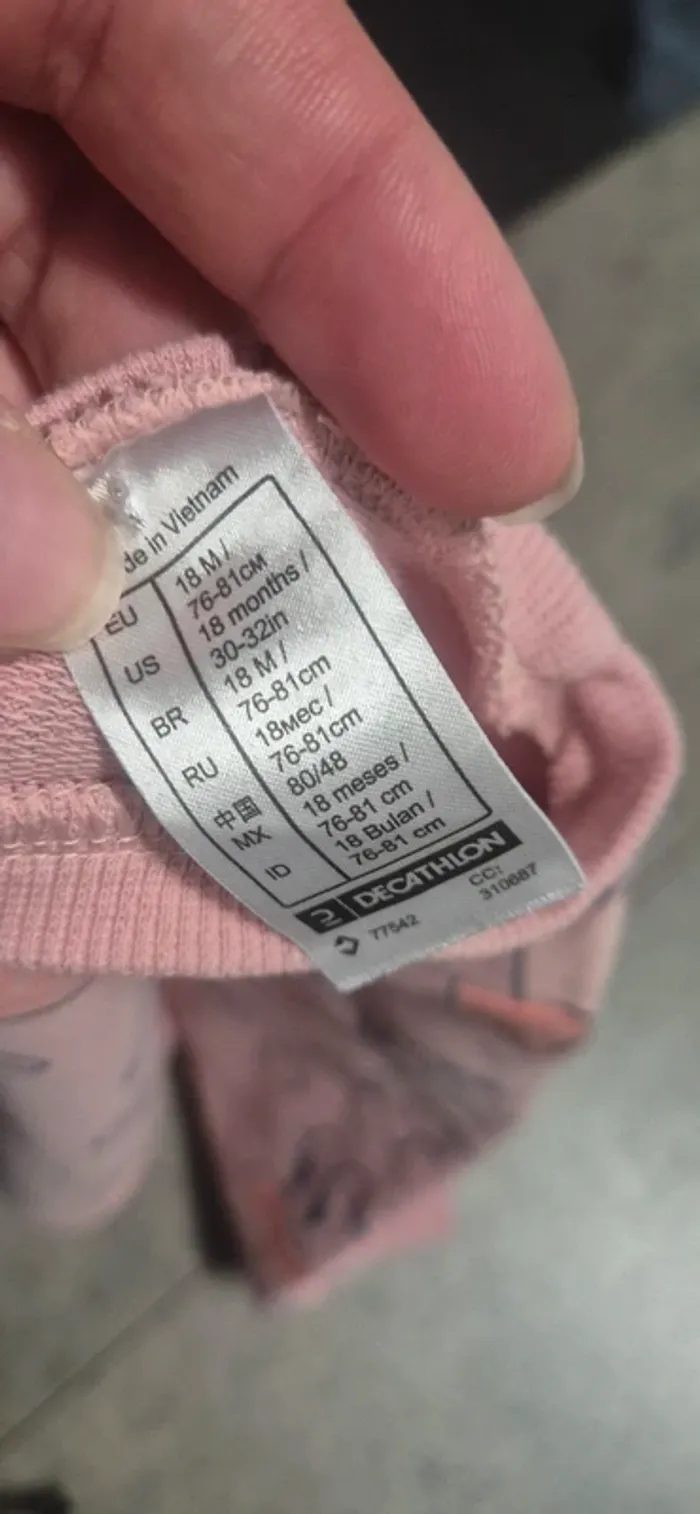 de in Vietnam
EU 18 M /
76-81см
US 18 months /
30-32in
BR 18 M /
76-81cm
RU 18мес /
76-81cm
中国 80/48
MX 18 meses /
76-81 cm
ID 18 Bulan /
76-81 cm
DECATHLON
77542 CC:
310687